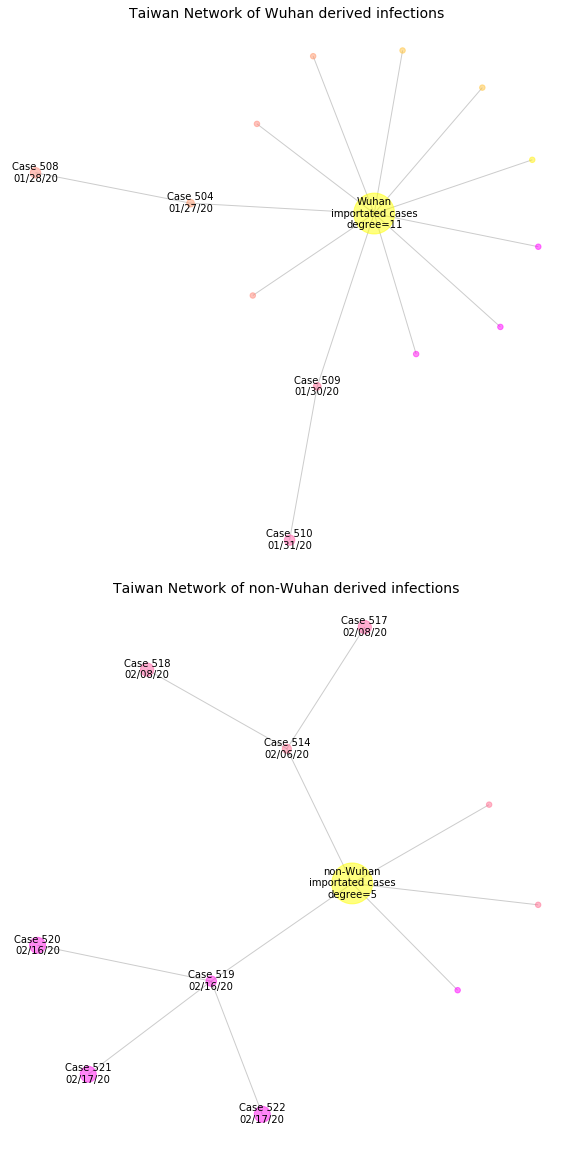 Taiwan Network of Wuhan derived infections
Case 508
01/28/20
Case 504
01/27/20
Wuhan
importated cases
degree=11
Case 509
01/30/20
Case 510
01/31/20
Taiwan Network of non-Wuhan derived infections
Case 517
02/08/20
Case 518
02/08/20
Case 514
02/06/20
non-Wuhan
importated cases
degree=5
Case 520
02/16/20
Case 519
02/16/20
Case 521
02/17/20
Case 522
02/17/20